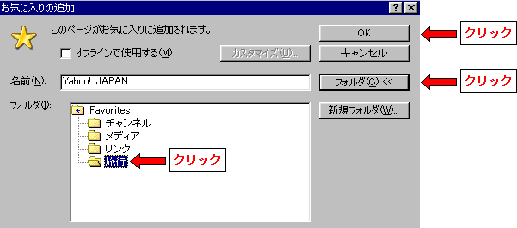 お気に入りの追加
このページがお気に入りに追加されます。
OK
クリック
オフラインで使用する(M)
カスタマイズ(U)...
キャンセル
名前(N):
Yahoo! JAPAN
フォルダ(C) <<
クリック
フォルダ(I):
Favorites
新規フォルダ(W)...
チャンネル
メディア
リンク
クリック